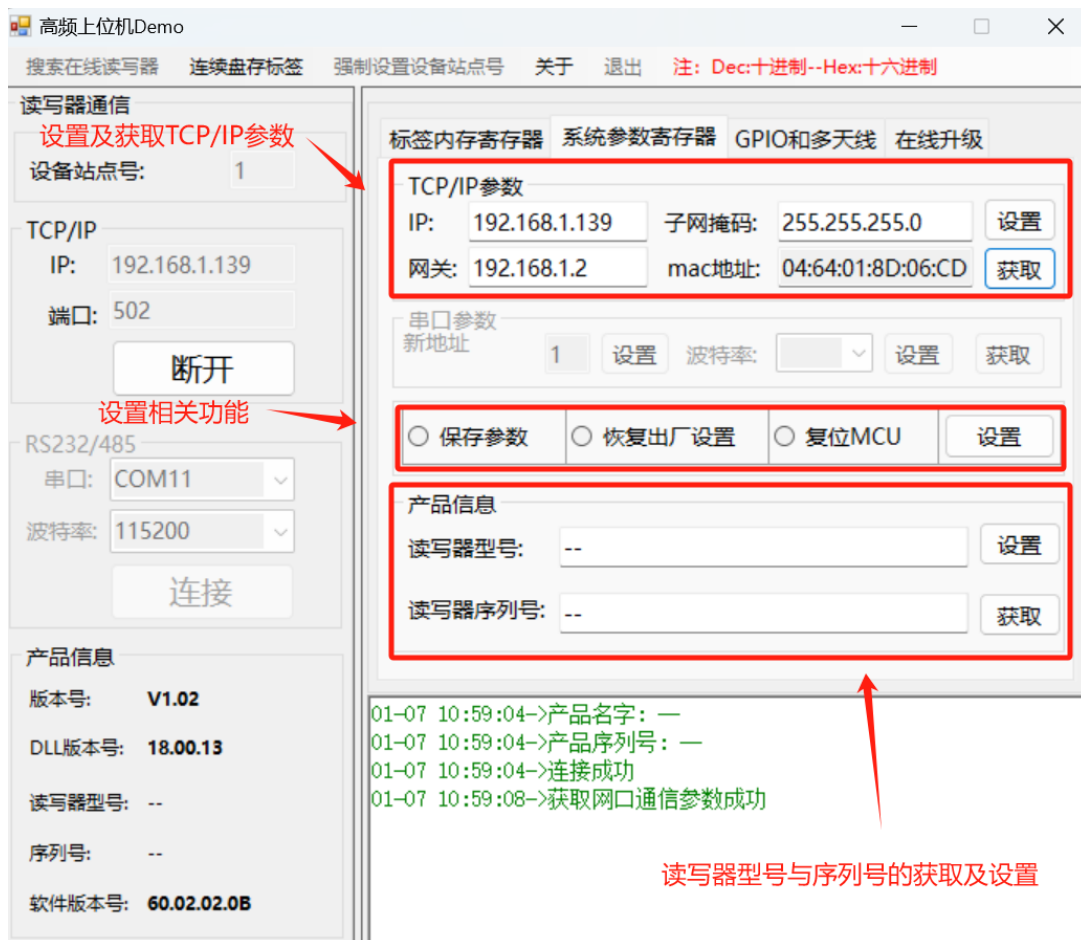 高频上位机Demo
搜索在线读写器 连续盘存标签 强制设置设备站点号 关于 退出 注：Dec:十进制--Hex:十六进制
读写器通信
设置及获取TCP/IP参数
设备站点号: 1
TCP/IP
IP: 192.168.1.139
端口: 502
断开
设置相关功能
RS232/485
串口: COM11
波特率: 115200
连接
产品信息
版本号: V1.02
DLL版本号: 18.00.13
读写器型号: --
序列号: --
软件版本号: 60.02.02.0B
标签内存寄存器 系统参数寄存器 GPIO和多天线 在线升级
TCP/IP参数
IP: 192.168.1.139 子网掩码: 255.255.255.0 设置
网关: 192.168.1.2 mac地址: 04:64:01:8D:06:CD 获取
串口参数
新地址 1 设置 波特率: 设置 获取
保存参数 恢复出厂设置 复位MCU 设置
产品信息
读写器型号: -- 设置
读写器序列号: -- 获取
01-07 10:59:04->产品名字: —
01-07 10:59:04->产品序列号: —
01-07 10:59:04->连接成功
01-07 10:59:08->获取网口通信参数成功
读写器型号与序列号的获取及设置